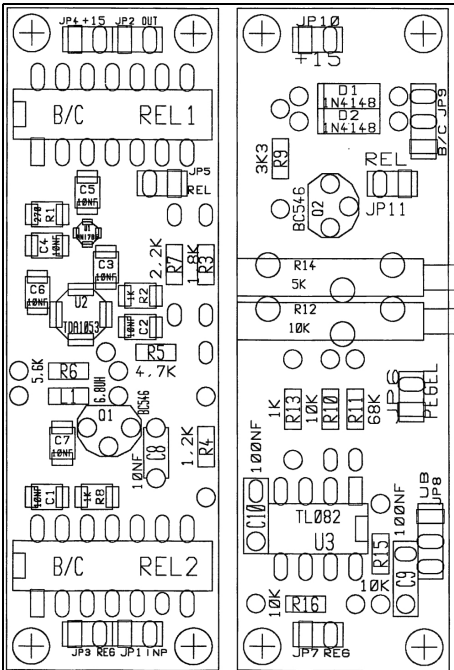 JP4 +15 JP2 OUT
B/C REL1
C5
10NF
JP5
REL
270
R1
C4
10NF
C3
10NF
2.2K
R7
1.8K
R3
C6
10NF
U2
TDA1053
1K
R2
C2
10NF
R5
4.7K
5.6K
R6
L1
6.8UH
BC546
Q1
C7
10NF
10NF
C8
1.2K
R4
10NF
C1
1K
R8
B/C REL2
JP3 REG JP1 INP
JP10
+15
D1
1N4148
D2
1N4148
JP9
B/C
3K3
R9
BC546
Q2
REL
JP11
R14
5K
R12
10K
1K
R13
10K
R10
R11
68K
JP6
PEGEL
100NF
C10
TL082
U3
UB
JP8
100NF
R15
10K
C9
10K
R16
JP7 REG